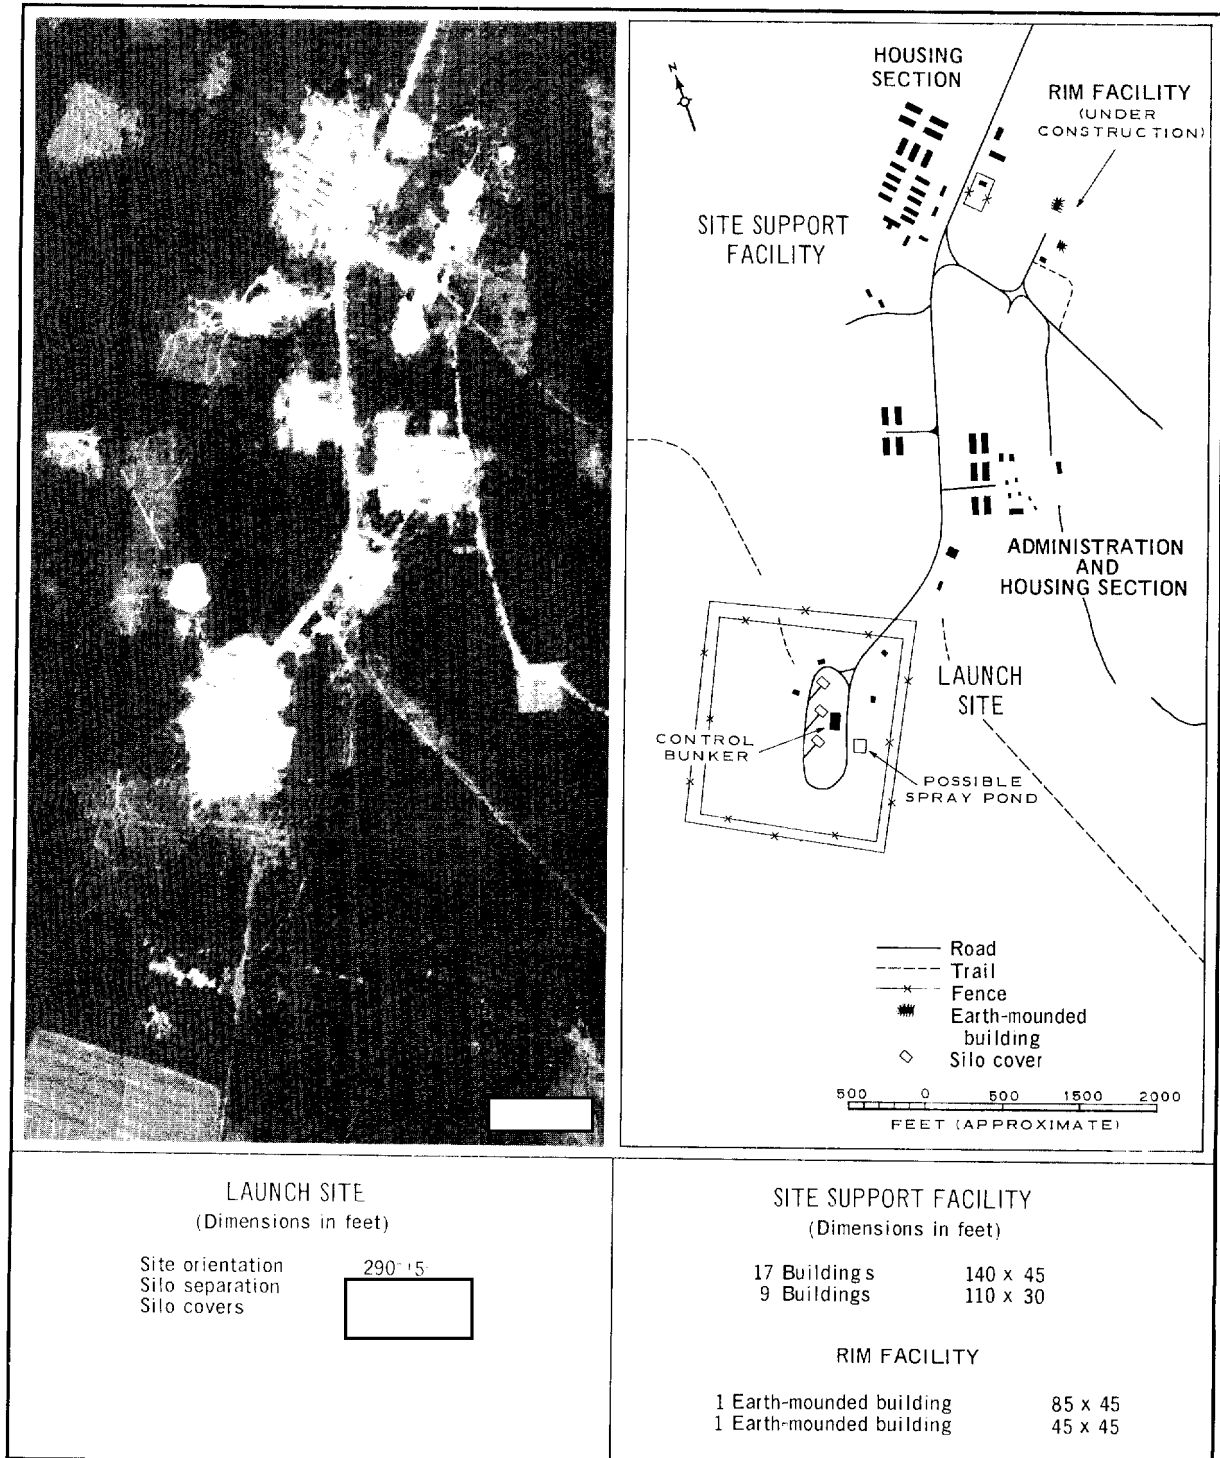 HOUSING
SECTION
N
RIM FACILITY
(UNDER
CONSTRUCTION)
SITE SUPPORT
FACILITY
ADMINISTRATION
AND
HOUSING SECTION
LAUNCH
SITE
CONTROL
BUNKER
POSSIBLE
SPRAY POND
Road
Trail
Fence
Earth-mounded
building
Silo cover
500 0 500 1500 2000
FEET (APPROXIMATE)
LAUNCH SITE
(Dimensions in feet)
Site orientation 290
Silo separation
Silo covers
SITE SUPPORT FACILITY
(Dimensions in feet)
17 Buildings 140 x 45
9 Buildings 110 x 30
RIM FACILITY
1 Earth-mounded building 85 x 45
1 Earth-mounded building 45 x 45